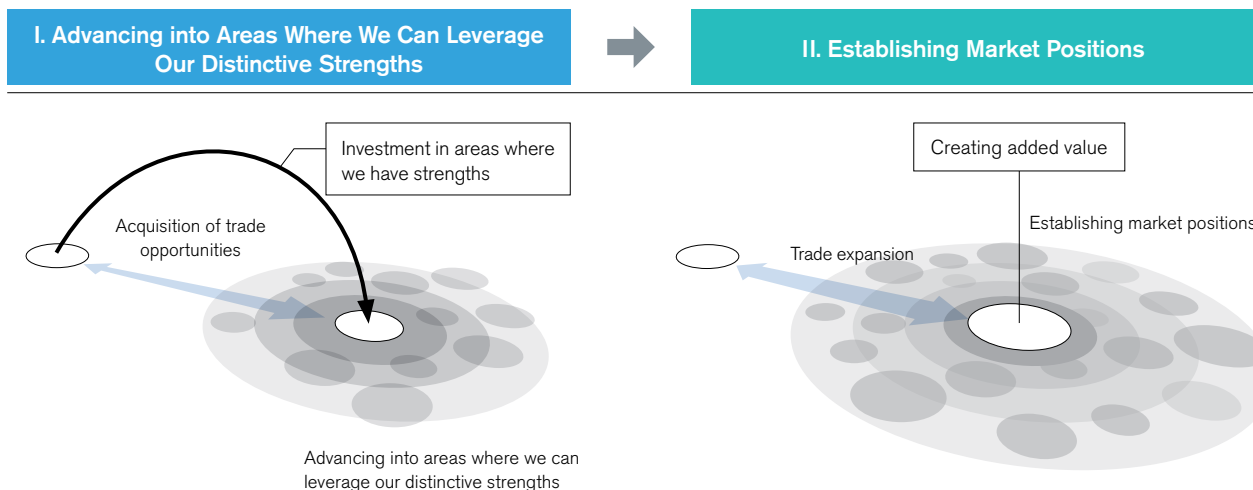 I. Advancing into Areas Where We Can Leverage
Our Distinctive Strengths
II. Establishing Market Positions
Investment in areas where
we have strengths
Acquisition of trade
opportunities
Advancing into areas where we can
leverage our distinctive strengths
Creating added value
Establishing market positions
Trade expansion